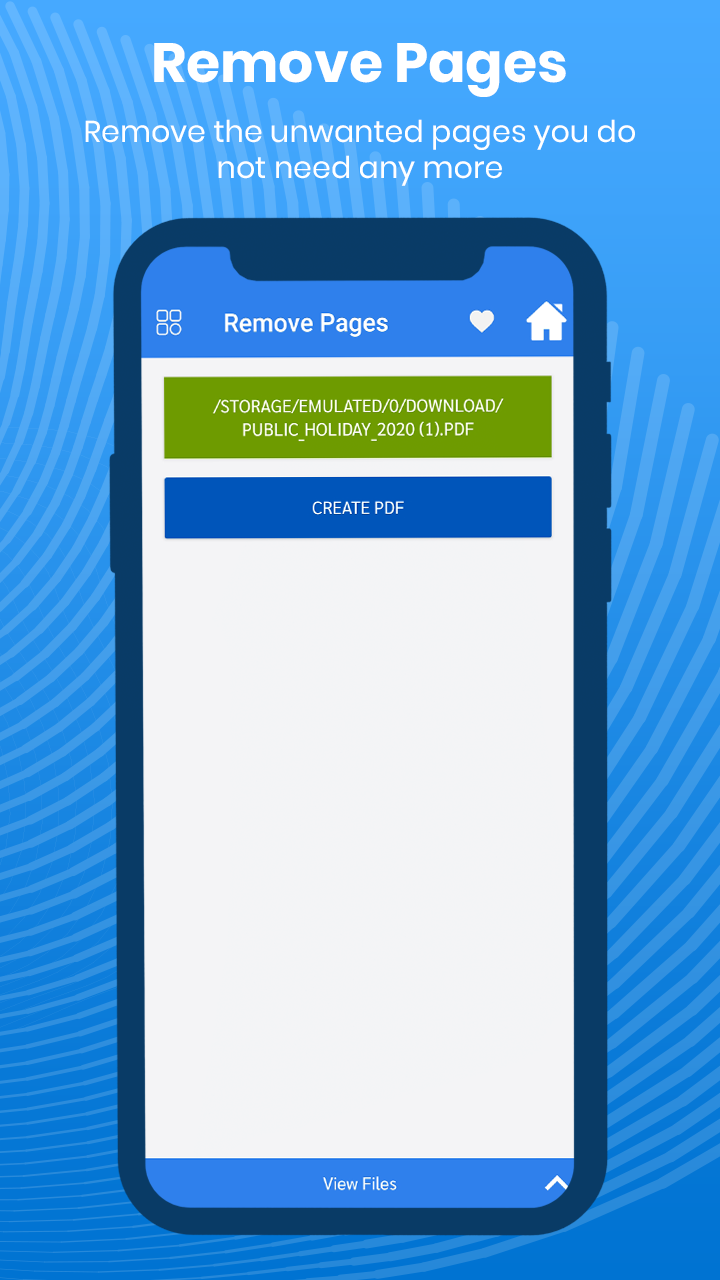 Remove Pages
Remove the unwanted pages you do
not need any more
Remove Pages
/STORAGE/EMULATED/0/DOWNLOAD/
PUBLIC_HOLIDAY_2020 (1).PDF
CREATE PDF
View Files